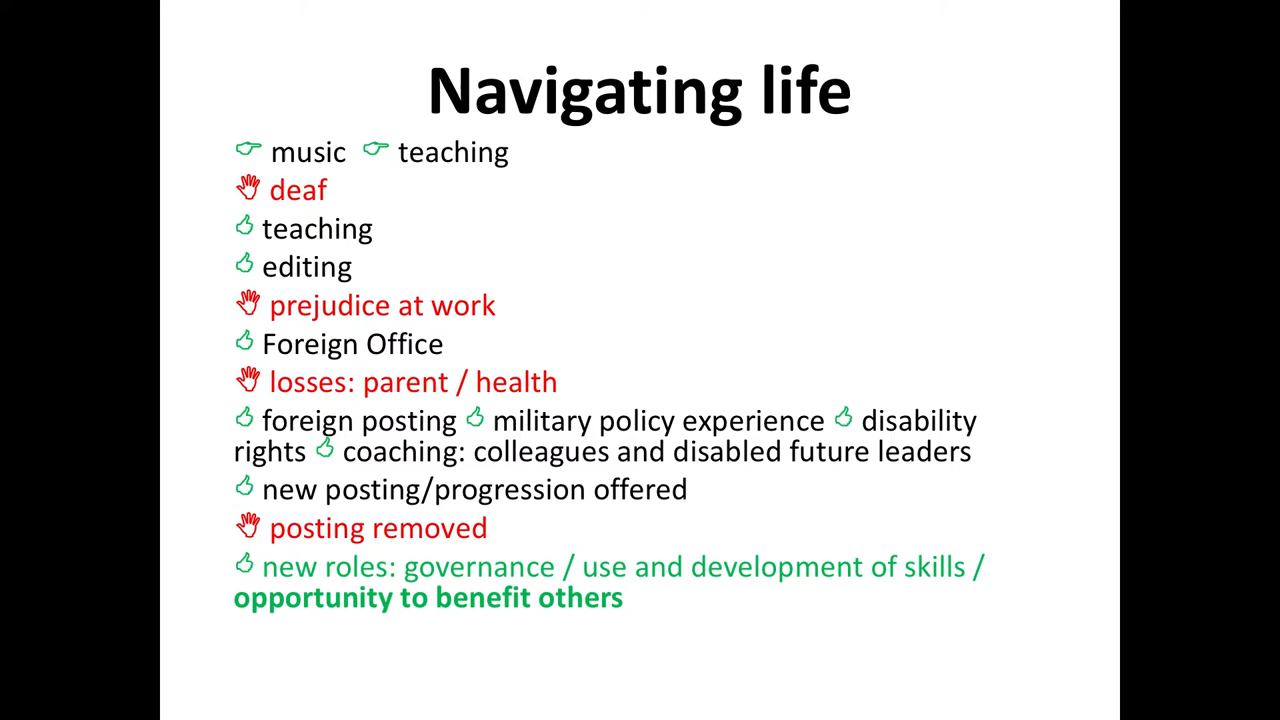 Navigating life
music teaching
deaf
teaching
editing
prejudice at work
Foreign Office
losses: parent / health
foreign posting military policy experience disability
rights coaching: colleagues and disabled future leaders
new posting/progression offered
posting removed
new roles: governance / use and development of skills /
opportunity to benefit others